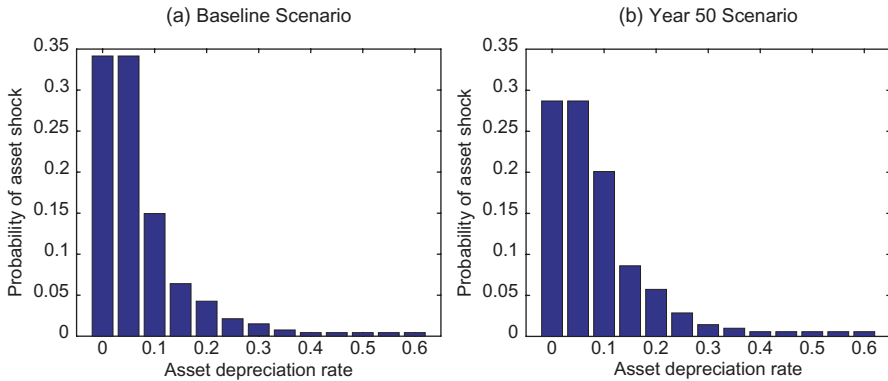 (a) Baseline Scenario
Probability of asset shock
0.35
0.3
0.25
0.2
0.15
0.1
0.05
0
0 0.1 0.2 0.3 0.4 0.5 0.6
Asset depreciation rate
(b) Year 50 Scenario
Probability of asset shock
0.35
0.3
0.25
0.2
0.15
0.1
0.05
0
0 0.1 0.2 0.3 0.4 0.5 0.6
Asset depreciation rate